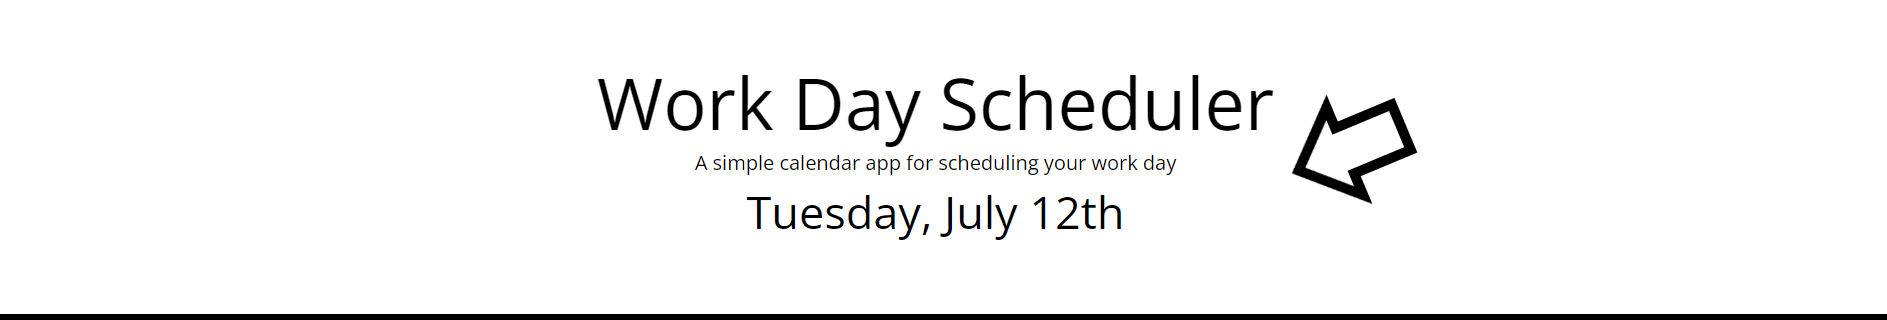 Work Day Scheduler
A simple calendar app for scheduling your work day
Tuesday, July 12th